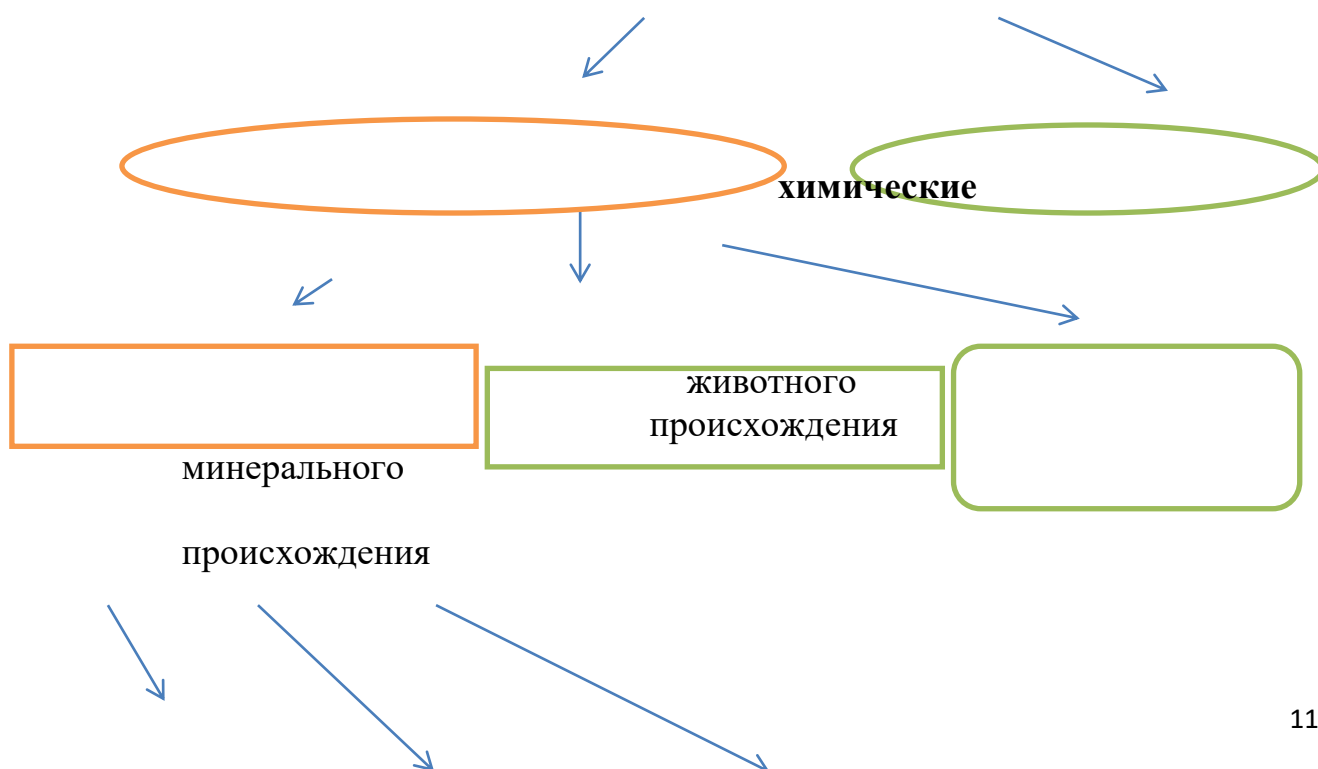 химические
животного
происхождения
минерального
происхождения
11